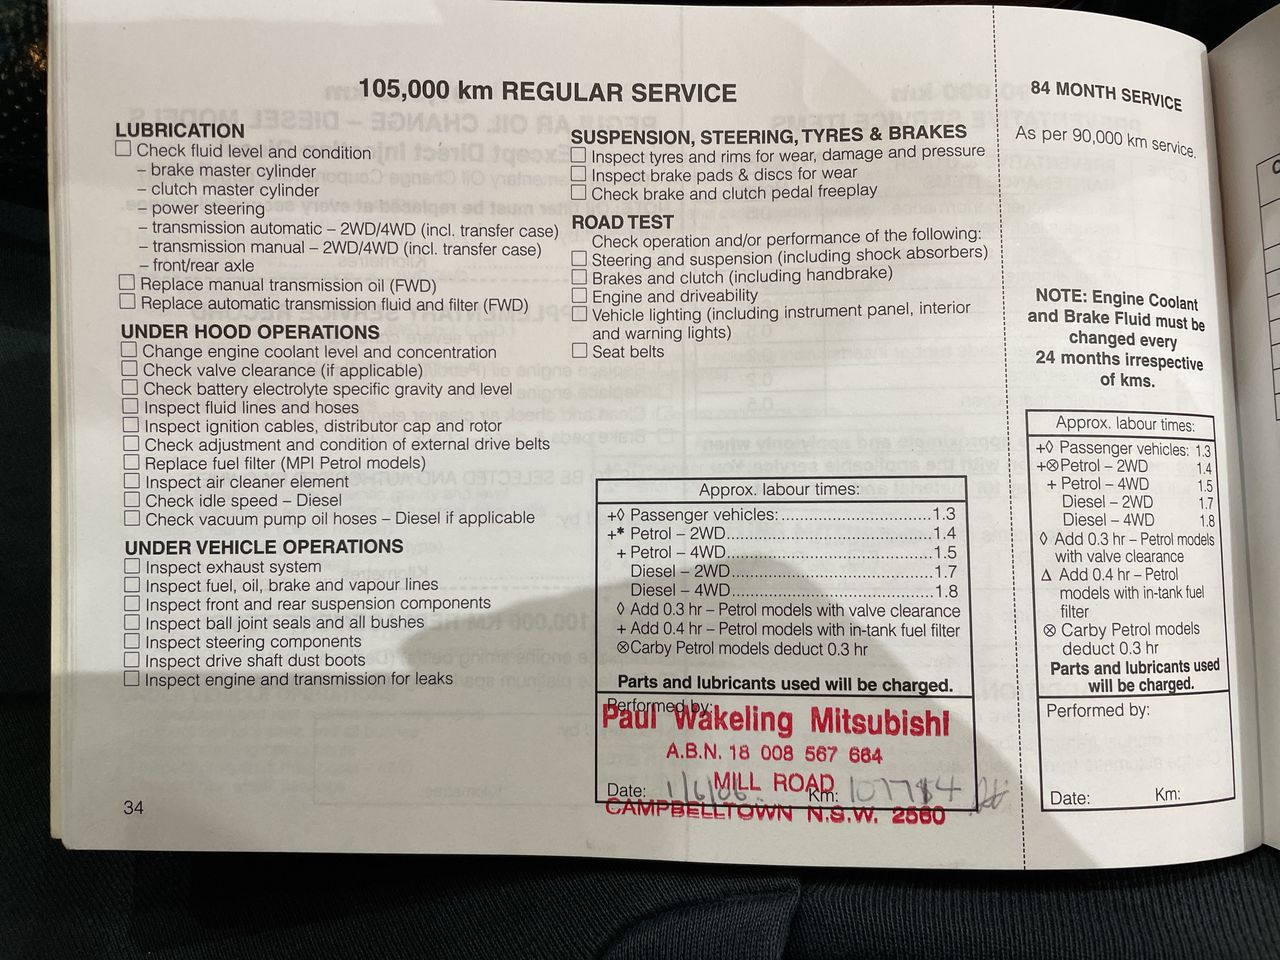 105,000 km REGULAR SERVICE
LUBRICATION
Check fluid level and condition
– brake master cylinder
– clutch master cylinder
– power steering
– transmission automatic – 2WD/4WD (incl. transfer case)
– transmission manual – 2WD/4WD (incl. transfer case)
– front/rear axle
Replace manual transmission oil (FWD)
Replace automatic transmission fluid and filter (FWD)
UNDER HOOD OPERATIONS
Change engine coolant level and concentration
Check valve clearance (if applicable)
Check battery electrolyte specific gravity and level
Inspect fluid lines and hoses
Inspect ignition cables, distributor cap and rotor
Check adjustment and condition of external drive belts
Replace fuel filter (MPI Petrol models)
Inspect air cleaner element
Check idle speed – Diesel
Check vacuum pump oil hoses – Diesel if applicable
UNDER VEHICLE OPERATIONS
Inspect exhaust system
Inspect fuel, oil, brake and vapour lines
Inspect front and rear suspension components
Inspect ball joint seals and all bushes
Inspect steering components
Inspect drive shaft dust boots
Inspect engine and transmission for leaks
34
SUSPENSION, STEERING, TYRES & BRAKES
Inspect tyres and rims for wear, damage and pressure
Inspect brake pads & discs for wear
Check brake and clutch pedal freeplay
ROAD TEST
Check operation and/or performance of the following:
Steering and suspension (including shock absorbers)
Brakes and clutch (including handbrake)
Engine and driveability
Vehicle lighting (including instrument panel, interior
and warning lights)
Seat belts
Approx. labour times:
+◊ Passenger vehicles:................................1.3
+* Petrol – 2WD..........................................1.4
+ Petrol – 4WD..........................................1.5
Diesel – 2WD..........................................1.7
Diesel – 4WD..........................................1.8
◊ Add 0.3 hr – Petrol models with valve clearance
+ Add 0.4 hr – Petrol models with in-tank fuel filter
⊗Carby Petrol models deduct 0.3 hr
Parts and lubricants used will be charged.
Performed by:
Paul Wakeling Mitsubishi
A.B.N. 18 008 567 664
MILL ROAD
Date: 1/6/06 Km: 107784
CAMPBELLTOWN N.S.W. 2560
84 MONTH SERVICE
As per 90,000 km service.
NOTE: Engine Coolant
and Brake Fluid must be
changed every
24 months irrespective
of kms.
Approx. labour times:
+◊ Passenger vehicles: 1.3
+⊗Petrol – 2WD 1.4
+ Petrol – 4WD 1.5
Diesel – 2WD 1.7
Diesel – 4WD 1.8
◊ Add 0.3 hr – Petrol models
with valve clearance
Δ Add 0.4 hr – Petrol
models with in-tank fuel
filter
⊗ Carby Petrol models
deduct 0.3 hr
Parts and lubricants used
will be charged.
Performed by:
Date: Km: